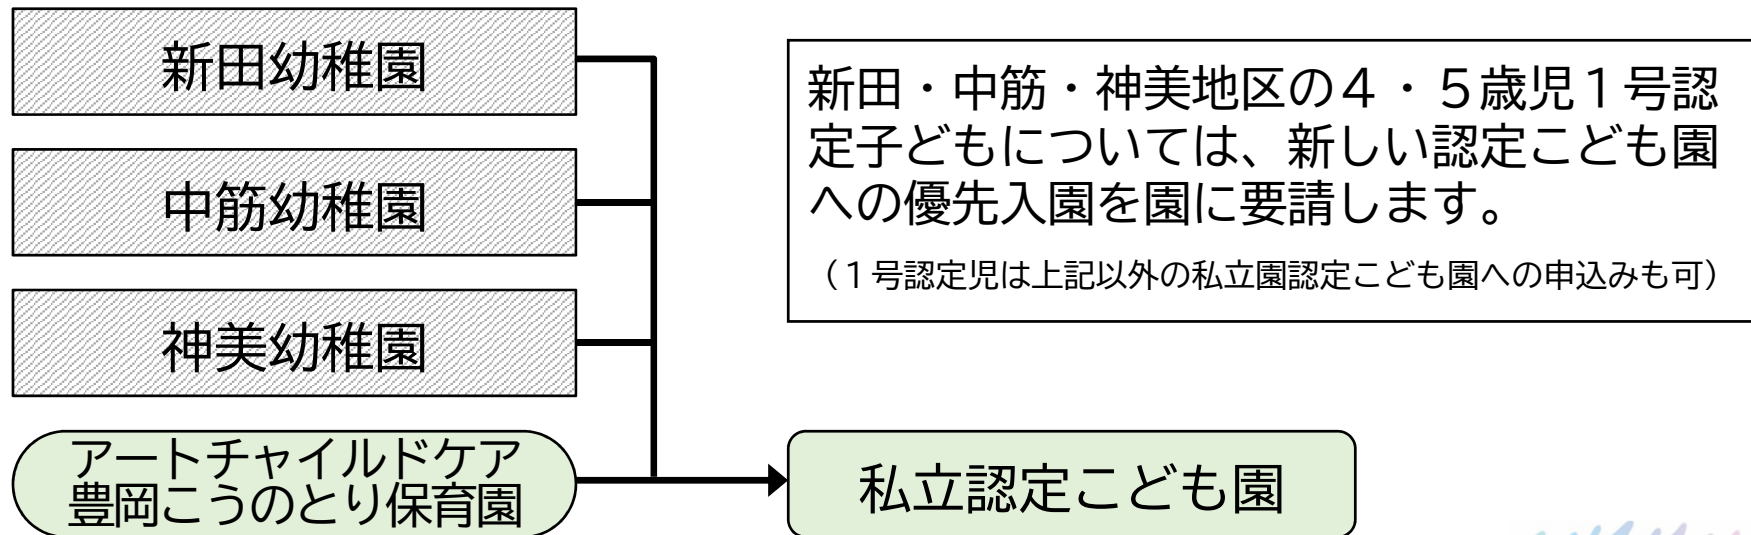 新田幼稚園
中筋幼稚園
神美幼稚園
アートチャイルドケア
豊岡こうのとり保育園
新田・中筋・神美地区の４・５歳児１号認
定子どもについては、新しい認定こども園
への優先入園を園に要請します。
（１号認定児は上記以外の私立園認定こども園への申込みも可）
私立認定こども園